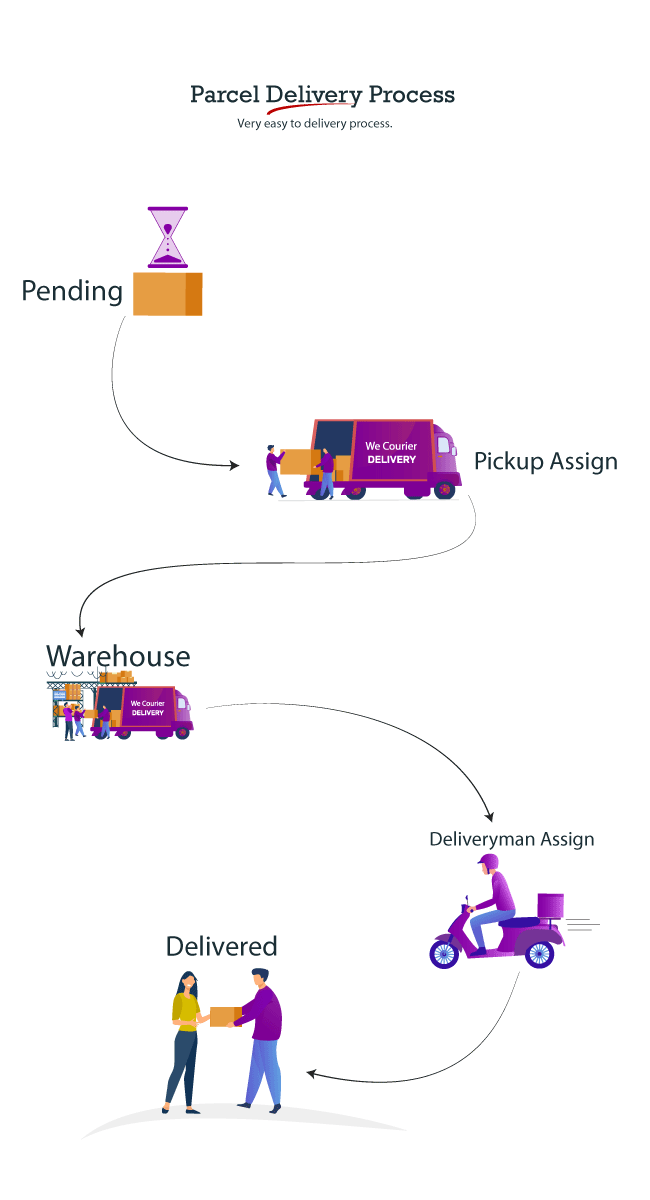 Parcel Delivery Process
Very easy to delivery process.
Pending
We Courier
DELIVERY
Pickup Assign
Warehouse
We Courier
DELIVERY
Deliveryman Assign
Delivered